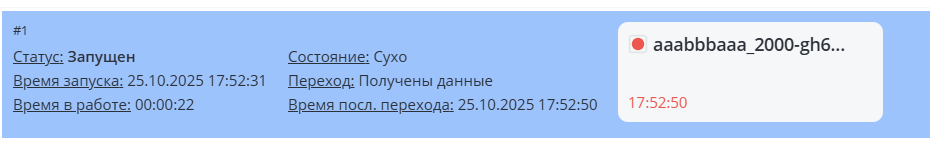 #1
Статус: Запущен
Время запуска: 25.10.2025 17:52:31
Время в работе: 00:00:22
Состояние: Сухо
Переход: Получены данные
Время посл. перехода: 25.10.2025 17:52:50
aaabbbaaa_2000-gh6...
17:52:50